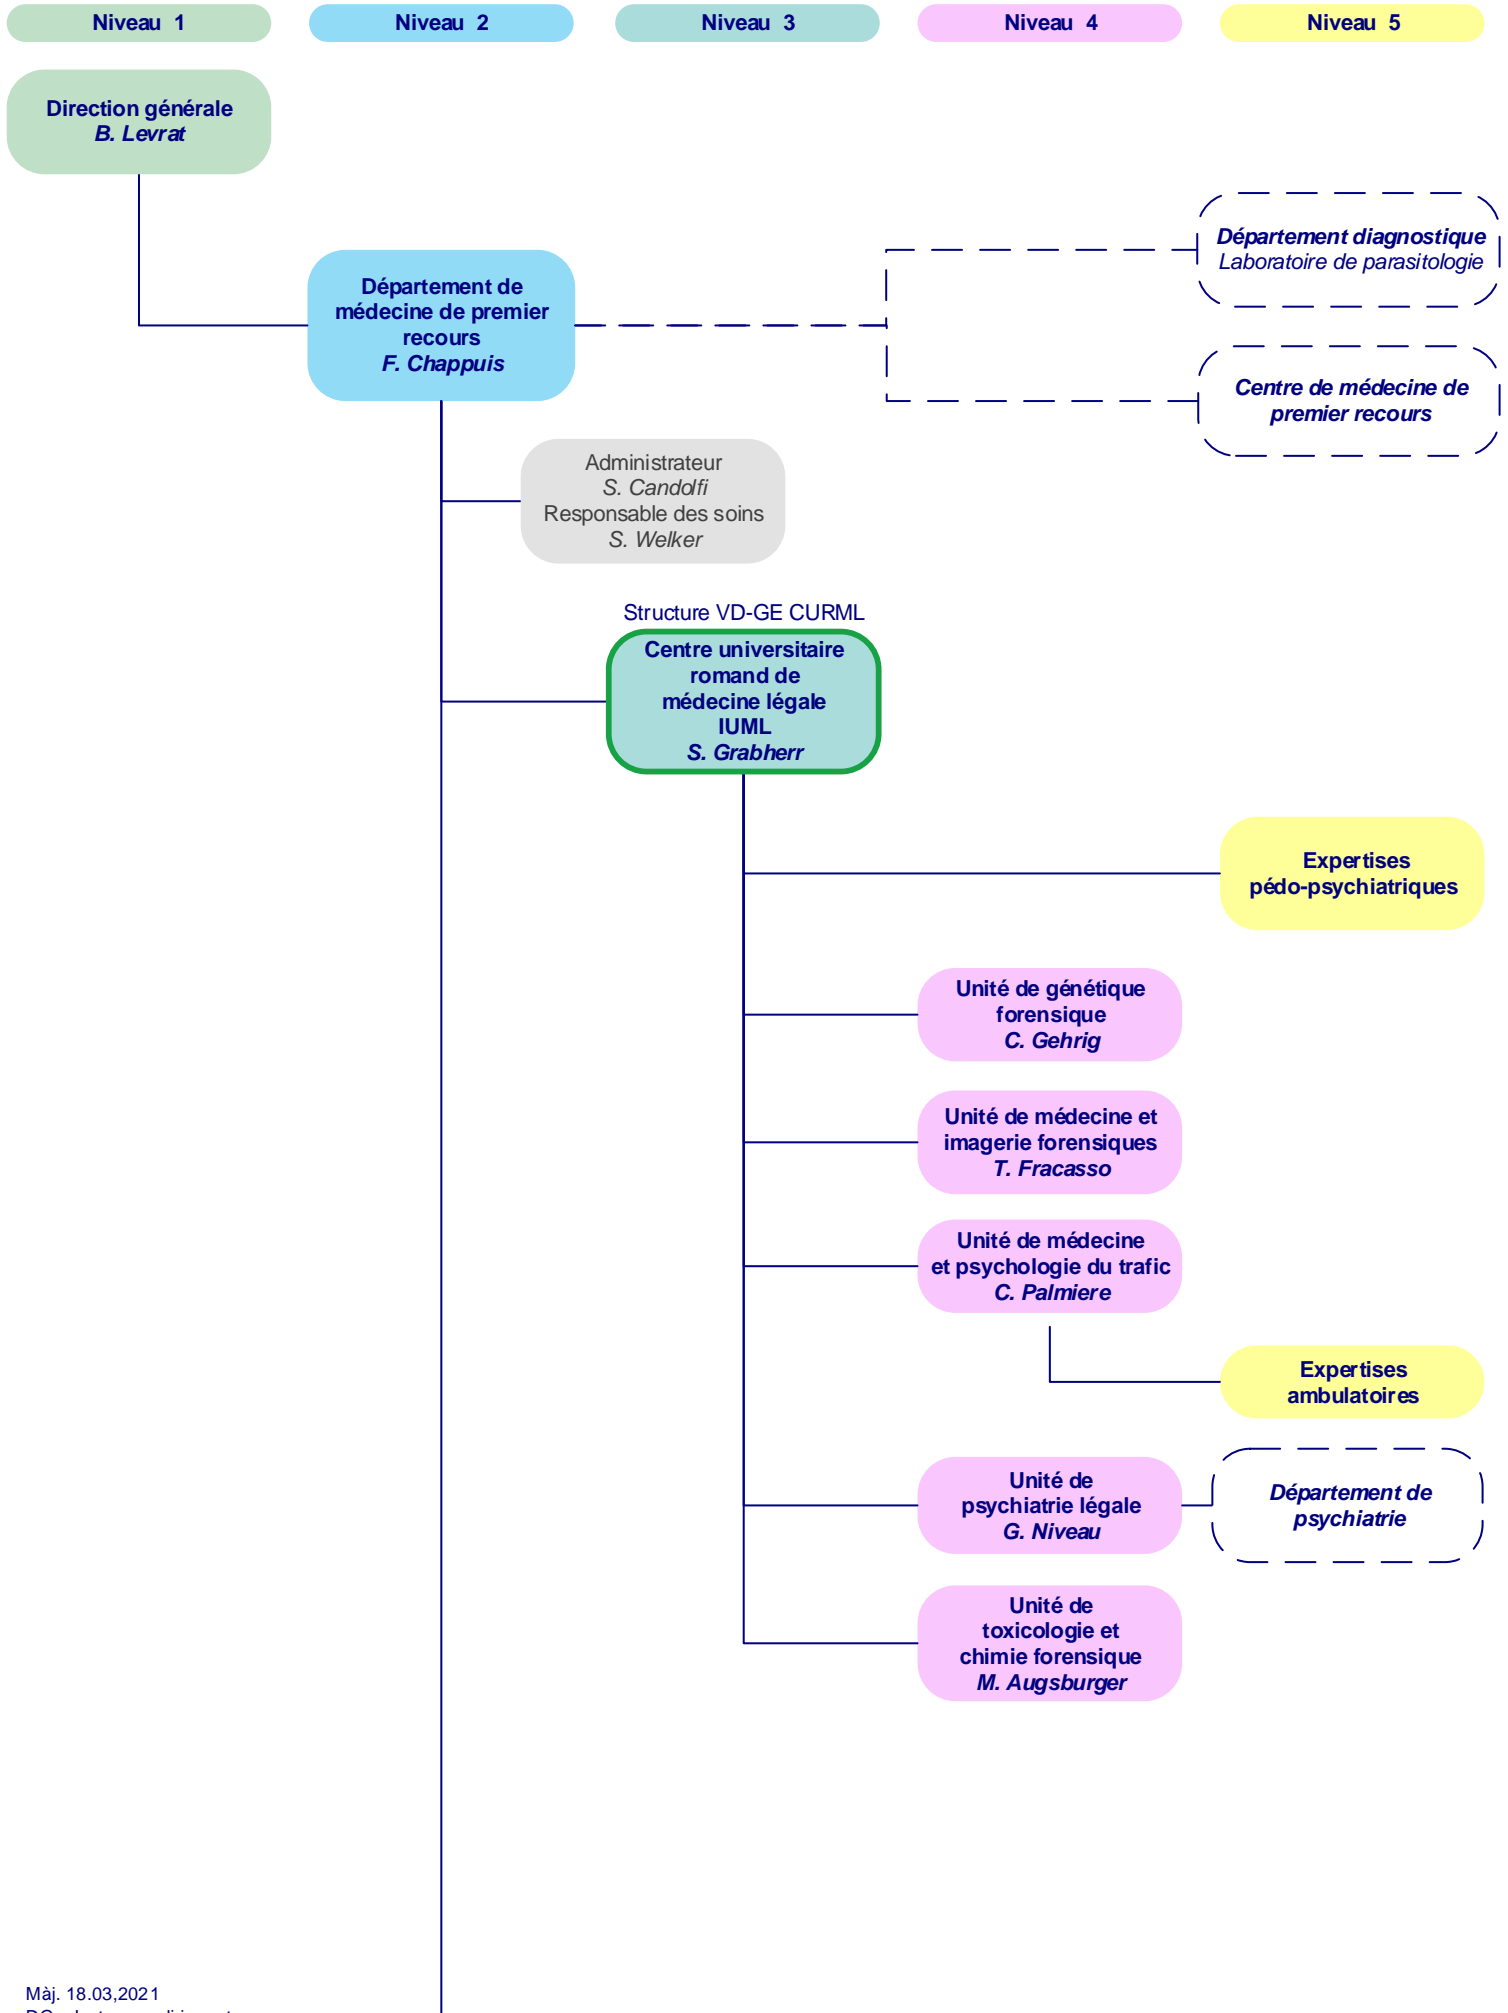 Niveau 1
Niveau 2
Niveau 3
Niveau 4
Niveau 5
Direction générale
B. Levrat
Département diagnostique
Laboratoire de parasitologie
Département de
médecine de premier
recours
F. Chappuis
Centre de médecine de
premier recours
Administrateur
S. Candolfi
Responsable des soins
S. Welker
Structure VD-GE CURML
Centre universitaire
romand de
médecine légale
IUML
S. Grabherr
Expertises
pédo-psychiatriques
Unité de génétique
forensique
C. Gehrig
Unité de médecine et
imagerie forensiques
T. Fracasso
Unité de médecine
et psychologie du trafic
C. Palmiere
Expertises
ambulatoires
Unité de
psychiatrie légale
G. Niveau
Département de
psychiatrie
Unité de
toxicologie et
chimie forensique
M. Augsburger
Màj. 18.03,2021